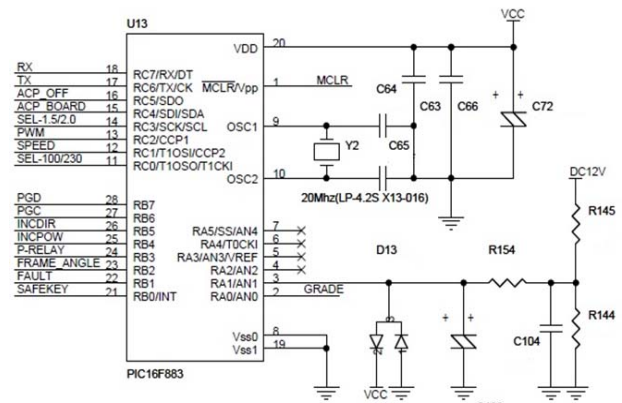 U13
VCC
RX 18 RC7/RX/DT
TX 17 RC6/TX/CK
ACP_OFF 16 RC5/SDO
ACP_BOARD 15 RC4/SDI/SDA
SEL-1.5/2.0 14 RC3/SCK/SCL
PWM 13 RC2/CCP1
SPEED 12 RC1/T1OSI/CCP2
SEL-100/230 11 RC0/T1OSO/T1CKI
PGD 28 RB7
PGC 27 RB6
INCDIR 26 RB5
INCPOW 25 RB4
P-RELAY 24 RB3
FRAME_ANGLE 23 RB2
FAULT 22 RB1
SAFEKEY 21 RB0/INT
VDD 20
MCLR/Vpp 1 MCLR
OSC1 9
OSC2 10
RA5/SS/AN4 7
RA4/T0CKI 6
RA3/AN3/VREF 5
RA2/AN2 4
RA1/AN1 3
RA0/AN0 2 GRADE
Vss0 8
Vss1 19
PIC16F883
C64
C63
C66
C72
+ +
Y2
C65
20Mhz(LP-4.2S X13-016)
DC12V
R145
D13
R154
3
2
1
+ +
C104
R144
VCC